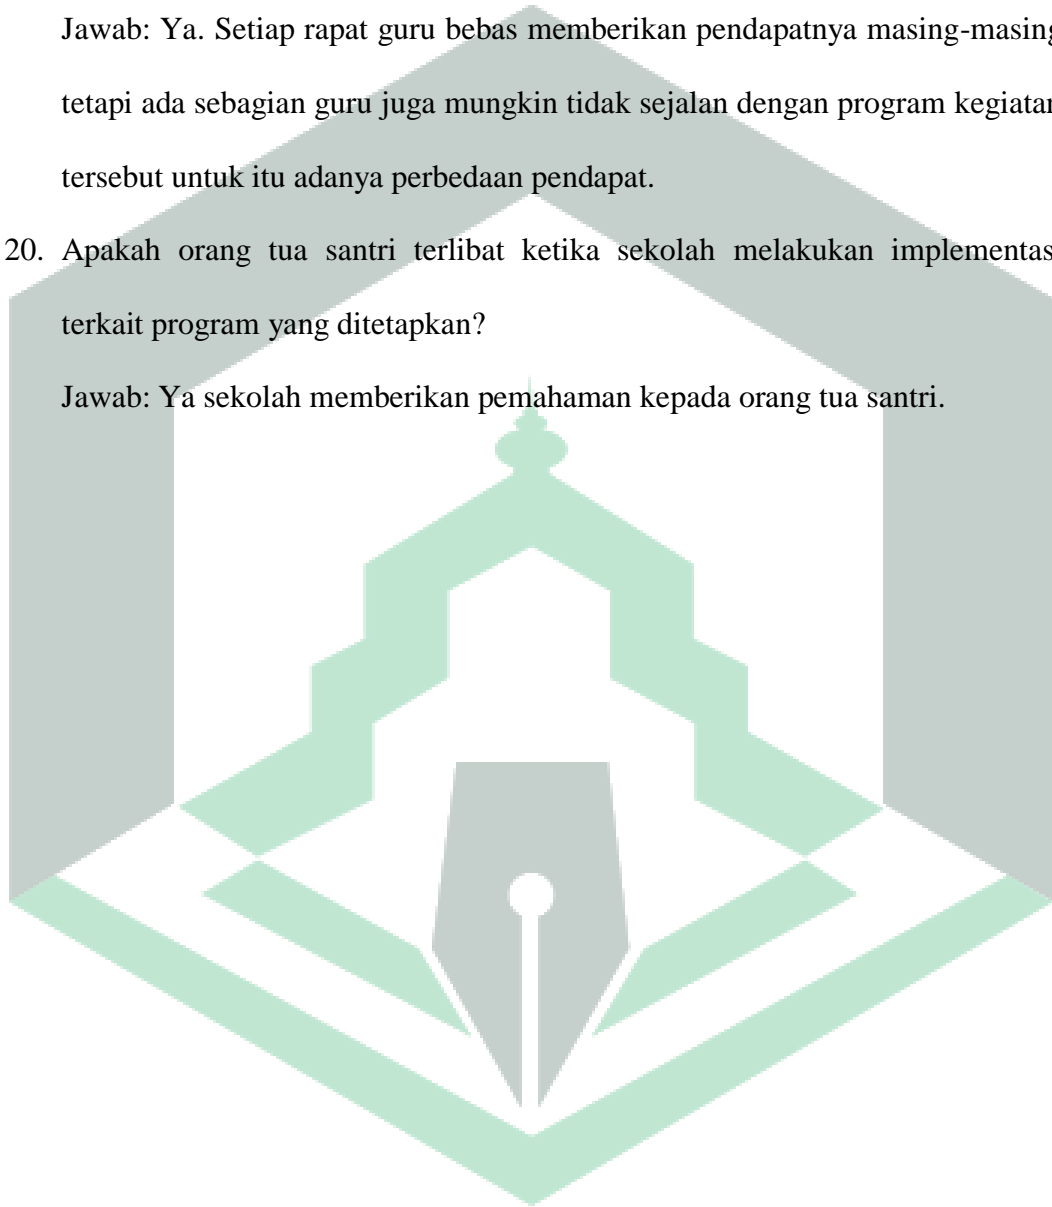 Jawab: Ya. Setiap rapat guru bebas memberikan pendapatnya masing-masing
tetapi ada sebagian guru juga mungkin tidak sejalan dengan program kegiatan
tersebut untuk itu adanya perbedaan pendapat.
20. Apakah orang tua santri terlibat ketika sekolah melakukan implementas
terkait program yang ditetapkan?
Jawab: Ya sekolah memberikan pemahaman kepada orang tua santri.